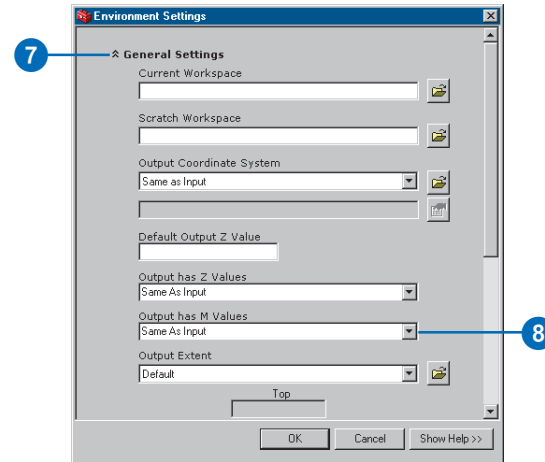 Environment Settings
7
General Settings
Current Workspace
Scratch Workspace
Output Coordinate System
Same as Input
Default Output Z Value
Output has Z Values
Same As Input
Output has M Values
Same As Input
8
Output Extent
Default
Top
OK Cancel Show Help >>